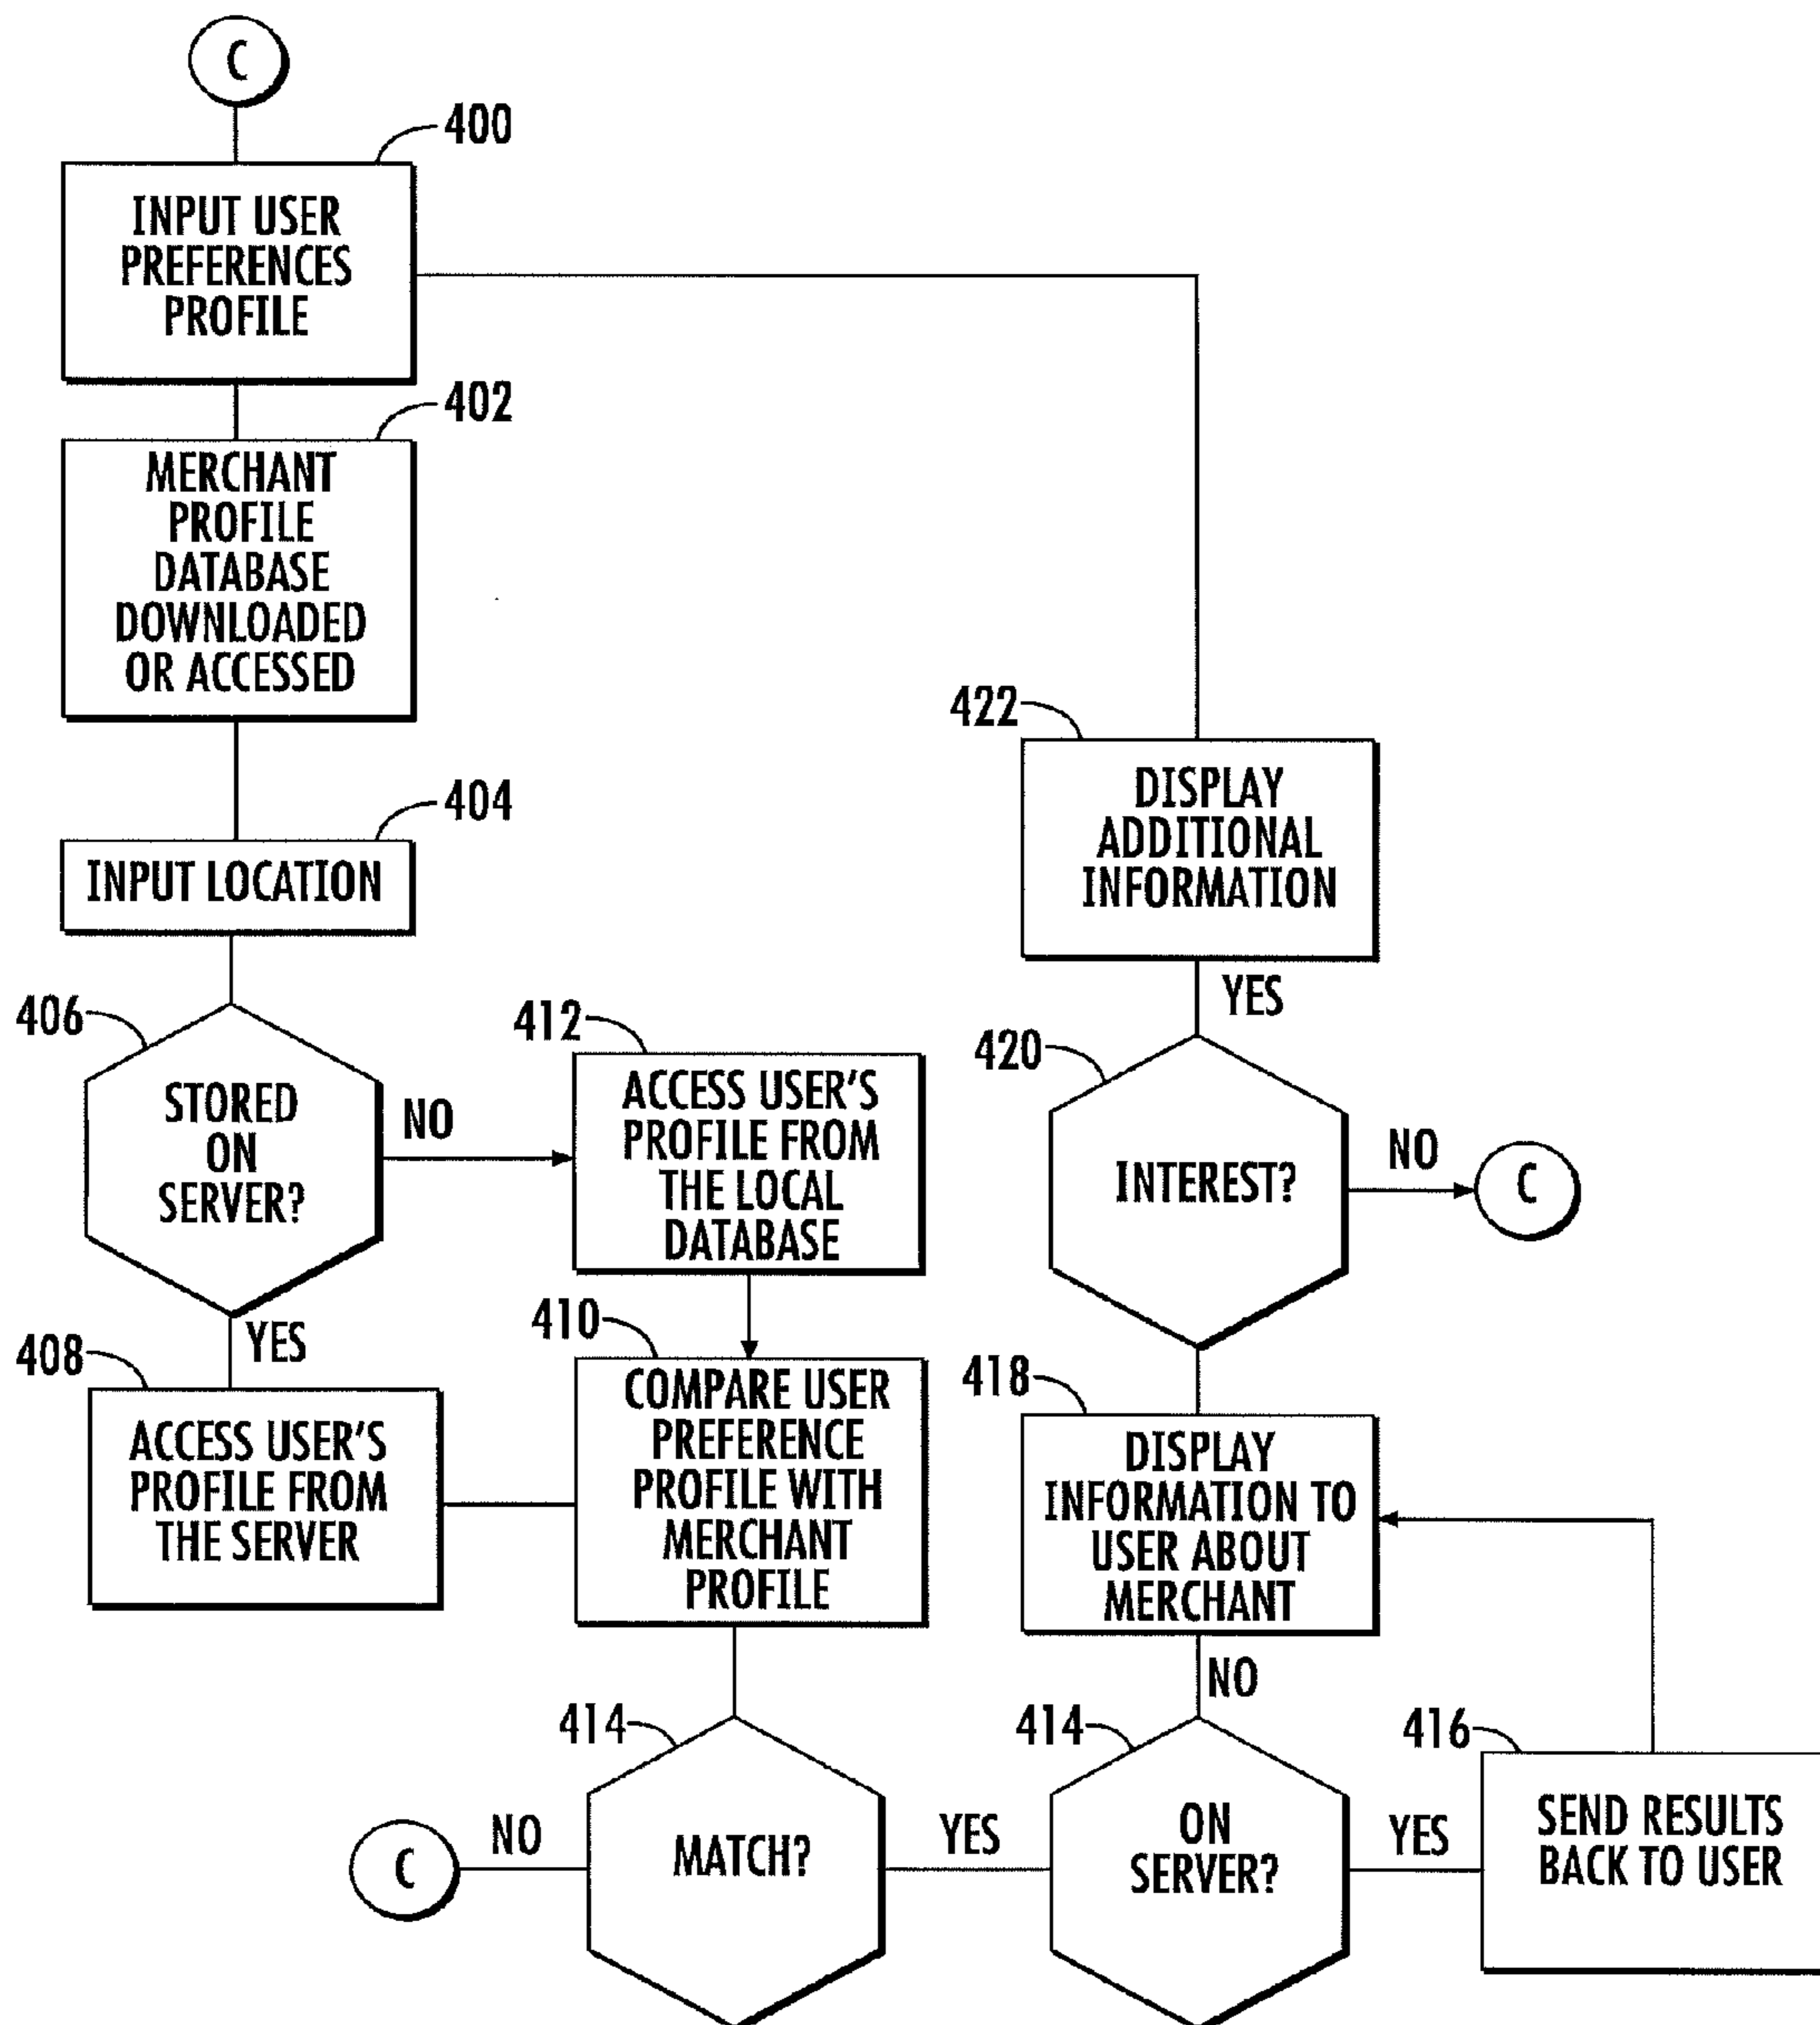 C
400
INPUT USER
PREFERENCES
PROFILE
402
MERCHANT
PROFILE
DATABASE
DOWNLOADED
OR ACCESSED
404
INPUT LOCATION
406
STORED
ON
SERVER?
NO
YES
408
ACCESS USER'S
PROFILE FROM
THE SERVER
412
ACCESS USER'S
PROFILE FROM
THE LOCAL
DATABASE
410
COMPARE USER
PREFERENCE
PROFILE WITH
MERCHANT
PROFILE
414
MATCH?
NO
C
YES
414
ON
SERVER?
YES
416
SEND RESULTS
BACK TO USER
NO
418
DISPLAY
INFORMATION TO
USER ABOUT
MERCHANT
420
INTEREST?
NO
C
YES
422
DISPLAY
ADDITIONAL
INFORMATION